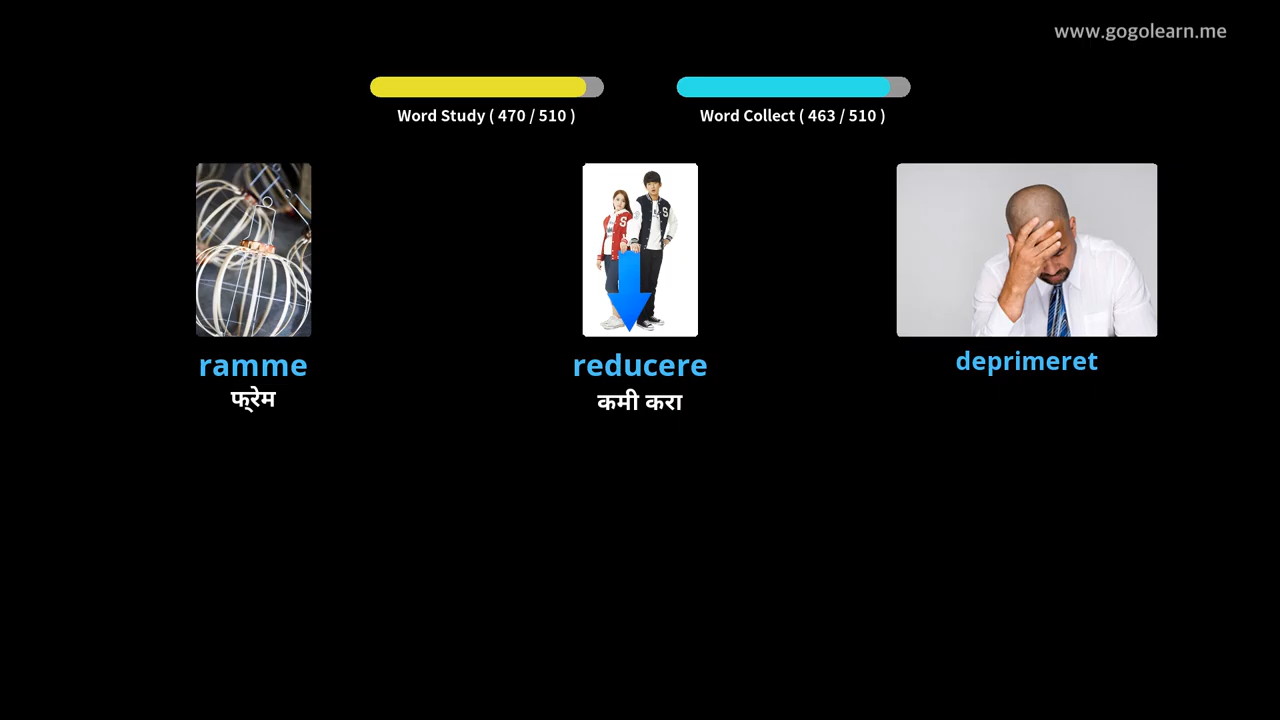 www.gogolearn.me
Word Study ( 470 / 510 )
Word Collect ( 463 / 510 )
S
S
ramme
reducere
deprimeret
फ्रेम
कमी करा